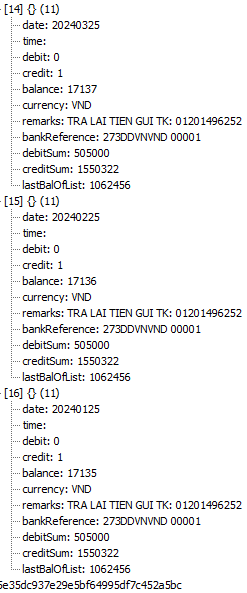 [14] {} (11)
date: 20240325
time:
debit: 0
credit: 1
balance: 17137
currency: VND
remarks: TRA LAI TIEN GUI TK: 01201496252
bankReference: 273DDVNVND 00001
debitSum: 505000
creditSum: 1550322
lastBalOfList: 1062456
[15] {} (11)
date: 20240225
time:
debit: 0
credit: 1
balance: 17136
currency: VND
remarks: TRA LAI TIEN GUI TK: 01201496252
bankReference: 273DDVNVND 00001
debitSum: 505000
creditSum: 1550322
lastBalOfList: 1062456
[16] {} (11)
date: 20240125
time:
debit: 0
credit: 1
balance: 17135
currency: VND
remarks: TRA LAI TIEN GUI TK: 01201496252
bankReference: 273DDVNVND 00001
debitSum: 505000
creditSum: 1550322
lastBalOfList: 1062456
5e35dc937e29e5bf64995df7c452a5bc